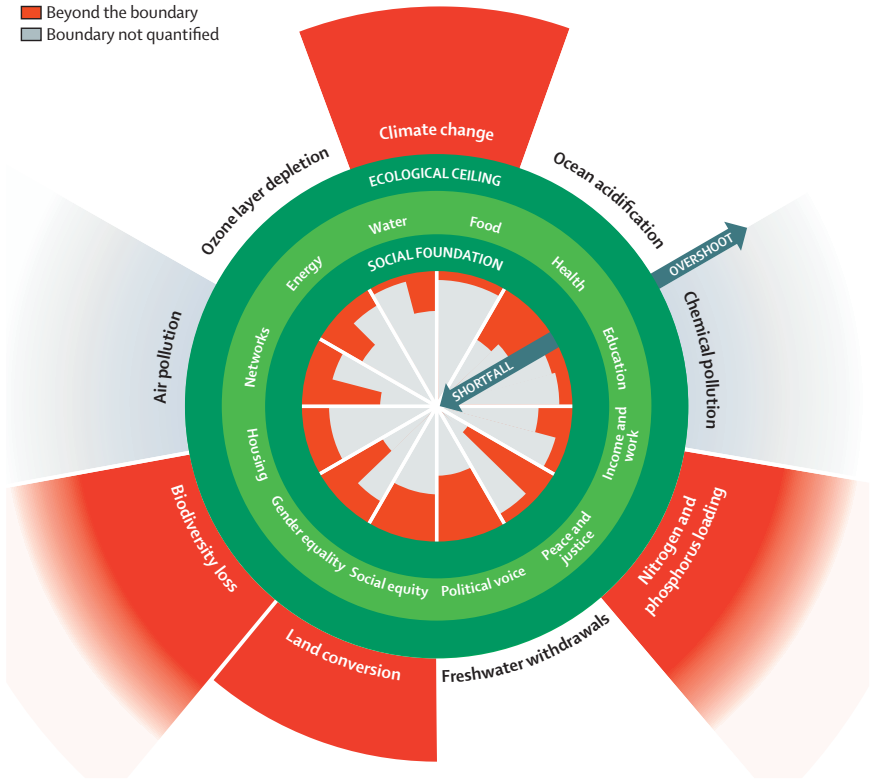 Beyond the boundary
Boundary not quantified
Climate change
Ozone layer depletion
Ocean acidification
ECOLOGICAL CEILING
Water
Food
Energy
Health
SOCIAL FOUNDATION
OVERSHOOT
Air pollution
Networks
Education
Chemical pollution
SHORTFALL
Housing
Income and
work
Biodiversity loss
Gender equality
Peace and
justice
Nitrogen and
phosphorus loading
Social equity
Political voice
Land conversion
Freshwater withdrawals